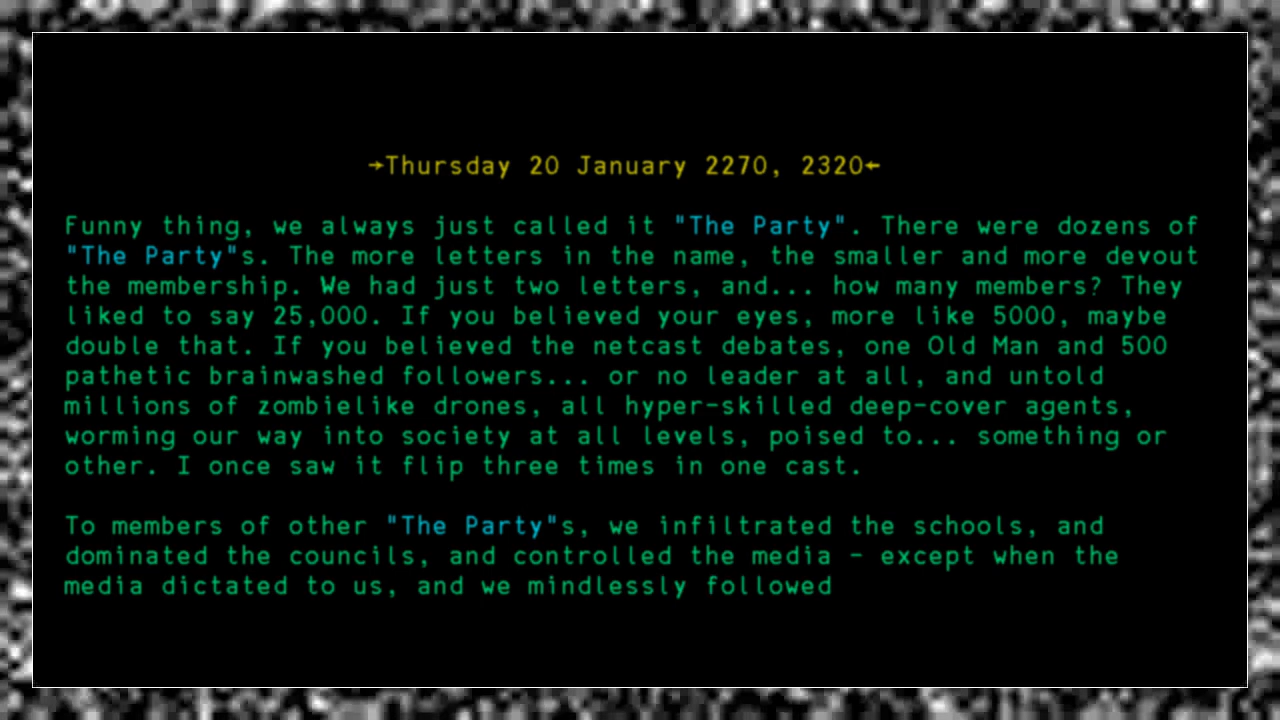 →Thursday 20 January 2270, 2320←
Funny thing, we always just called it "The Party". There were dozens of
"The Party"s. The more letters in the name, the smaller and more devout
the membership. We had just two letters, and... how many members? They
liked to say 25,000. If you believed your eyes, more like 5000, maybe
double that. If you believed the netcast debates, one Old Man and 500
pathetic brainwashed followers... or no leader at all, and untold
millions of zombielike drones, all hyper-skilled deep-cover agents,
worming our way into society at all levels, poised to... something or
other. I once saw it flip three times in one cast.
To members of other "The Party"s, we infiltrated the schools, and
dominated the councils, and controlled the media – except when the
media dictated to us, and we mindlessly followed